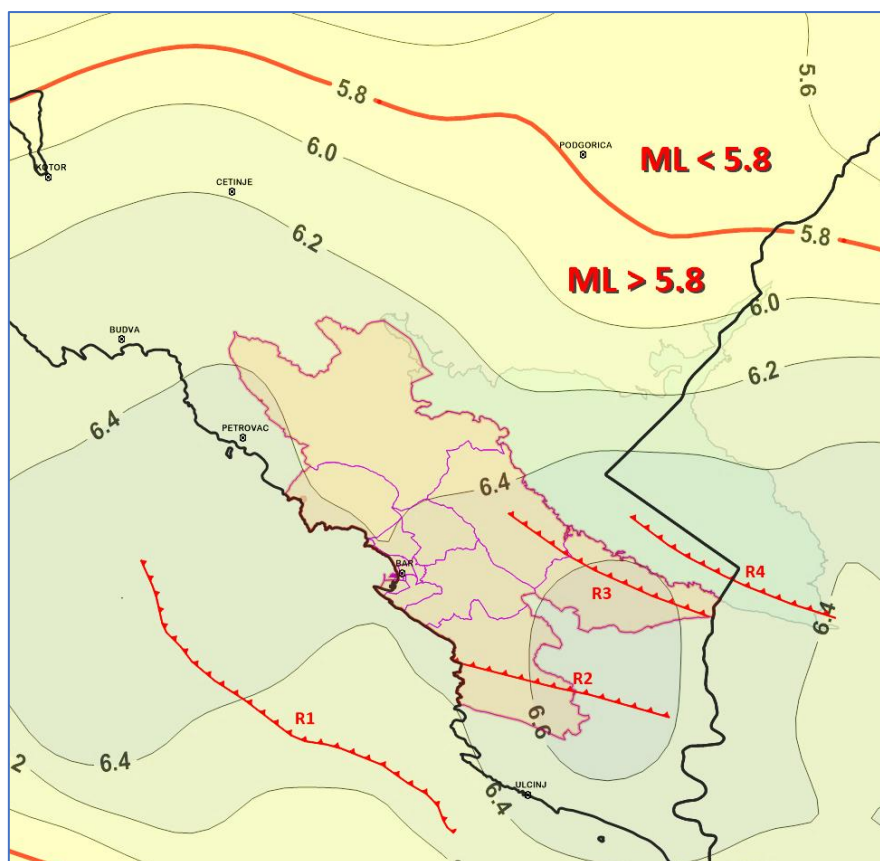 5.8
5.6
PODGORICA
ML < 5.8
6.0
KOTOR
CETINJE
6.2
5.8
ML > 5.8
6.0
BUDVA
6.2
6.4
PETROVAC
6.4
BAR
R4
R3
6.4
R2
R1
6.6
2
6.4
ULCINJ
6.4